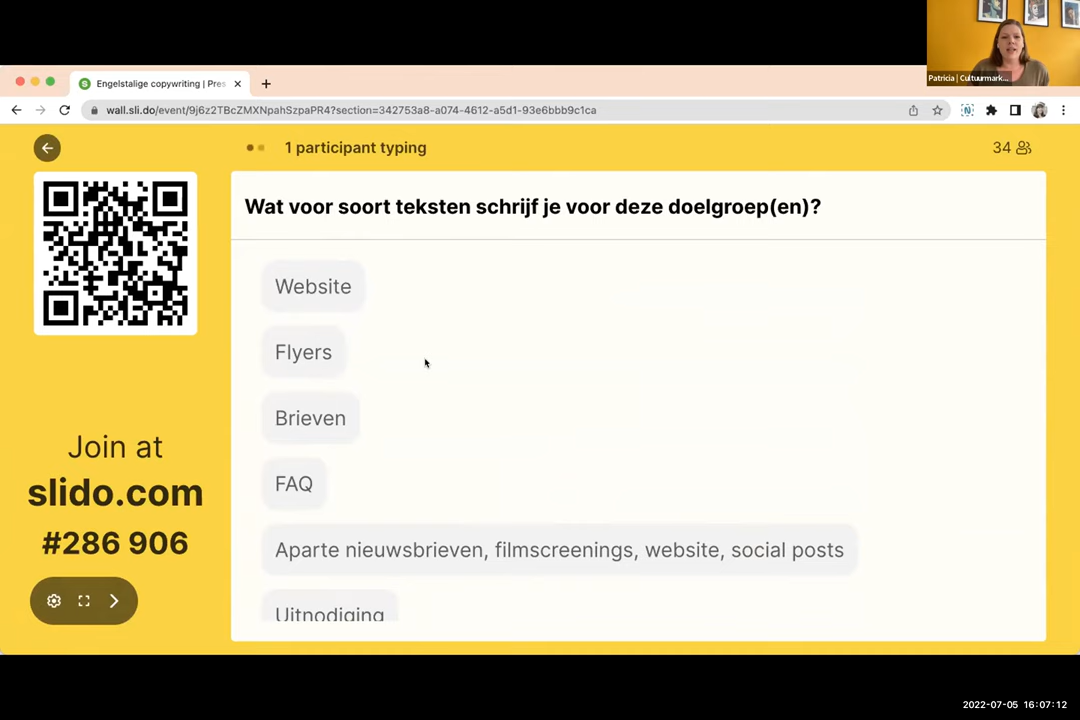 Patricia | Cultuurmark...
Engelstalige copywriting | Pres
wall.sli.do/event/9j6z2TBcZMXNpahSzpaPR4?section=342753a8-a074-4612-a5d1-93e6bbb9c1ca
1 participant typing
34
Wat voor soort teksten schrijf je voor deze doelgroep(en)?
Website
Flyers
Brieven
FAQ
Aparte nieuwsbrieven, filmscreenings, website, social posts
Uitnodiging
Join at
slido.com
#286 906
2022-07-05 16:07:12